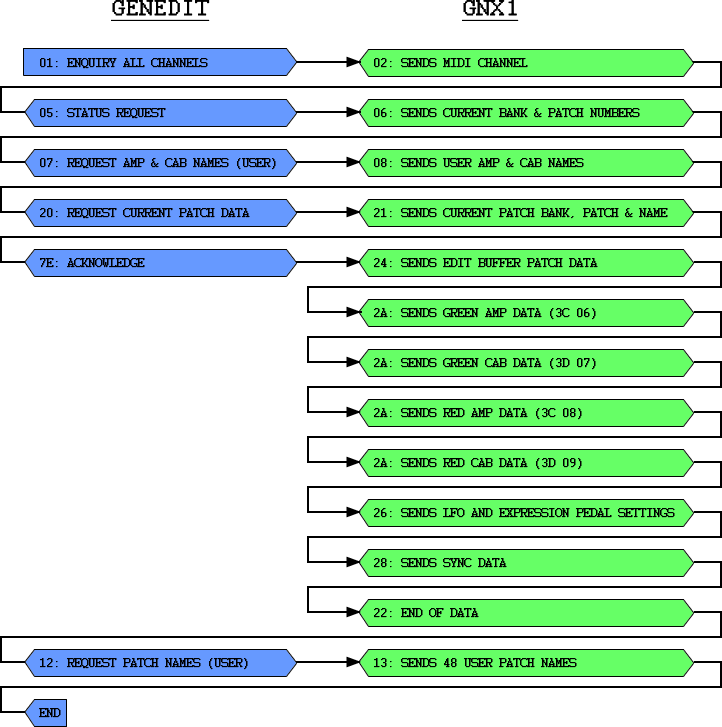 GENEDIT GNX1
01: ENQUIRY ALL CHANNELS 02: SENDS MIDI CHANNEL
05: STATUS REQUEST 06: SENDS CURRENT BANK & PATCH NUMBERS
07: REQUEST AMP & CAB NAMES (USER) 08: SENDS USER AMP & CAB NAMES
20: REQUEST CURRENT PATCH DATA 21: SENDS CURRENT PATCH BANK, PATCH & NAME
7E: ACKNOWLEDGE 24: SENDS EDIT BUFFER PATCH DATA
2A: SENDS GREEN AMP DATA (3C 06)
2A: SENDS GREEN CAB DATA (3D 07)
2A: SENDS RED AMP DATA (3C 08)
2A: SENDS RED CAB DATA (3D 09)
26: SENDS LFO AND EXPRESSION PEDAL SETTINGS
28: SENDS SYNC DATA
22: END OF DATA
12: REQUEST PATCH NAMES (USER) 13: SENDS 48 USER PATCH NAMES
END